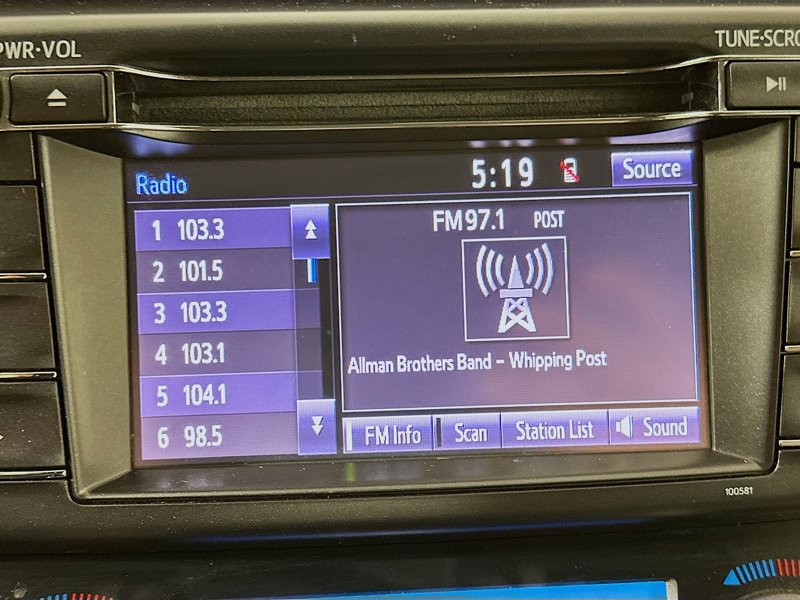 PWR·VOL
TUNE·SCRO
Radio
5:19
Source
1 103.3
2 101.5
3 103.3
4 103.1
5 104.1
6 98.5
FM97.1 POST
Allman Brothers Band – Whipping Post
FM Info
Scan
Station List
Sound
100581